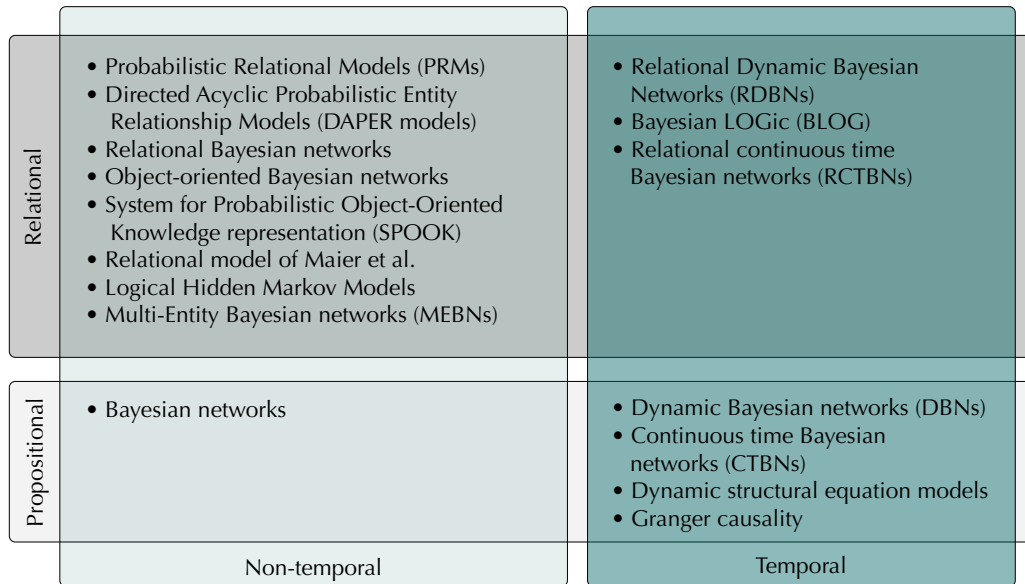 Relational
• Probabilistic Relational Models (PRMs)
• Directed Acyclic Probabilistic Entity
Relationship Models (DAPER models)
• Relational Bayesian networks
• Object-oriented Bayesian networks
• System for Probabilistic Object-Oriented
Knowledge representation (SPOOK)
• Relational model of Maier et al.
• Logical Hidden Markov Models
• Multi-Entity Bayesian networks (MEBNs)
• Relational Dynamic Bayesian
Networks (RDBNs)
• Bayesian LOGic (BLOG)
• Relational continuous time
Bayesian networks (RCTBNs)
Propositional
• Bayesian networks
• Dynamic Bayesian networks (DBNs)
• Continuous time Bayesian
networks (CTBNs)
• Dynamic structural equation models
• Granger causality
Non-temporal
Temporal